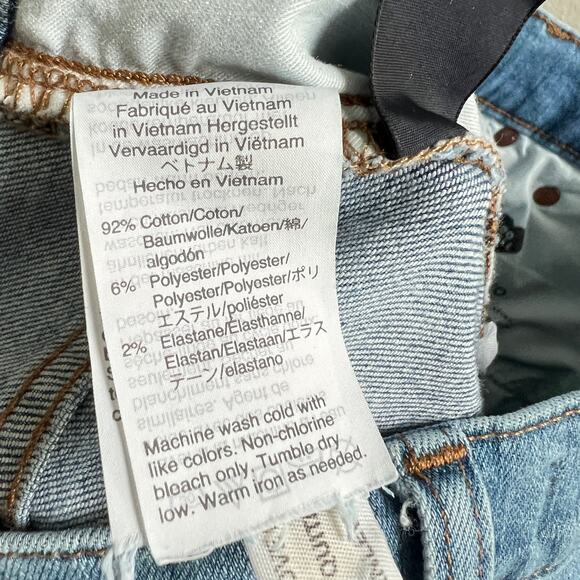 Made in Vietnam
Fabriqué au Vietnam
in Vietnam Hergestellt
Vervaardigd in Viëtnam
ベトナム製
Hecho en Vietnam
92% Cotton/Coton/
Baumwolle/Katoen/綿/
algodón
6% Polyester/Polyester/
Polyester/Polyester/ポリ
エステル/poliéster
2% Elastane/Elasthanne/
Elastan/Elastaan/エラス
テーン/elastano
Machine wash cold with
like colors. Non-chlorine
bleach only. Tumble dry
low. Warm iron as needed.